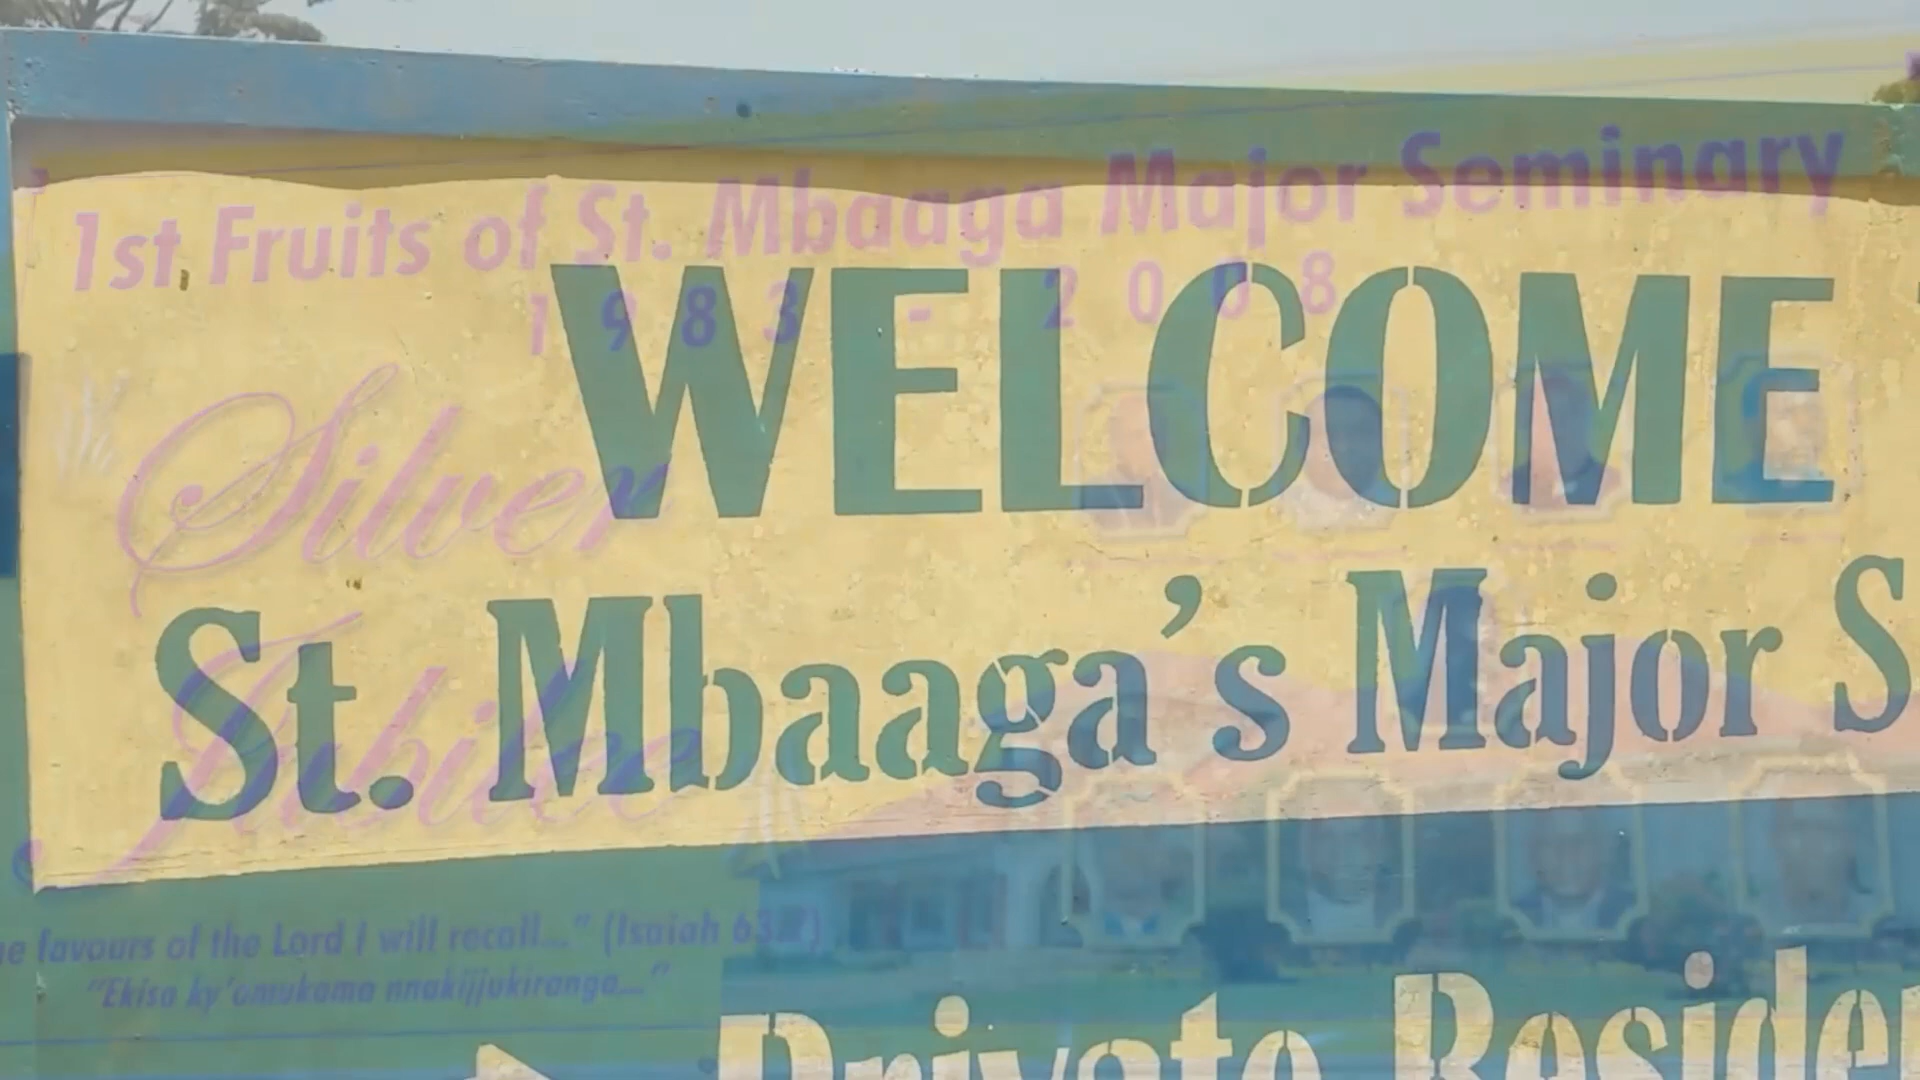 1st Fruits of St. Mbaaga Major Seminary
1983 - 2008
WELCOME
Silver
St. Mbaaga's Major S
Jubilee
e favours of the Lord I will recall..." (Isaiah 63:7)
"Ekisa ky'omukama nnakijjukiranga..."
Private Residen